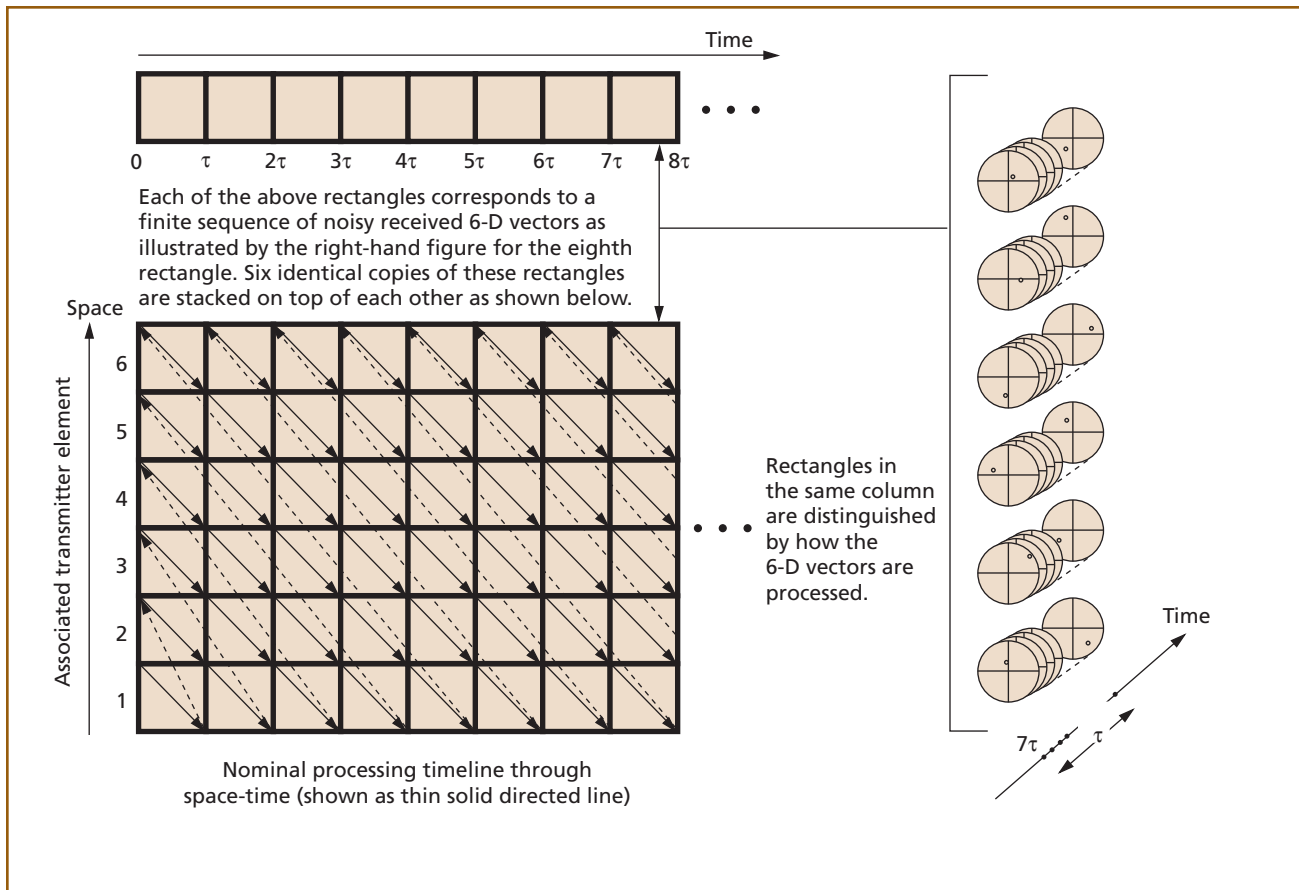 Time
0 τ 2τ 3τ 4τ 5τ 6τ 7τ 8τ
Each of the above rectangles corresponds to a
finite sequence of noisy received 6-D vectors as
illustrated by the right-hand figure for the eighth
rectangle. Six identical copies of these rectangles
are stacked on top of each other as shown below.
Space
Associated transmitter element
6
5
4
3
2
1
Rectangles in
the same column
are distinguished
by how the
6-D vectors are
processed.
Time
7τ
τ
Nominal processing timeline through
space-time (shown as thin solid directed line)